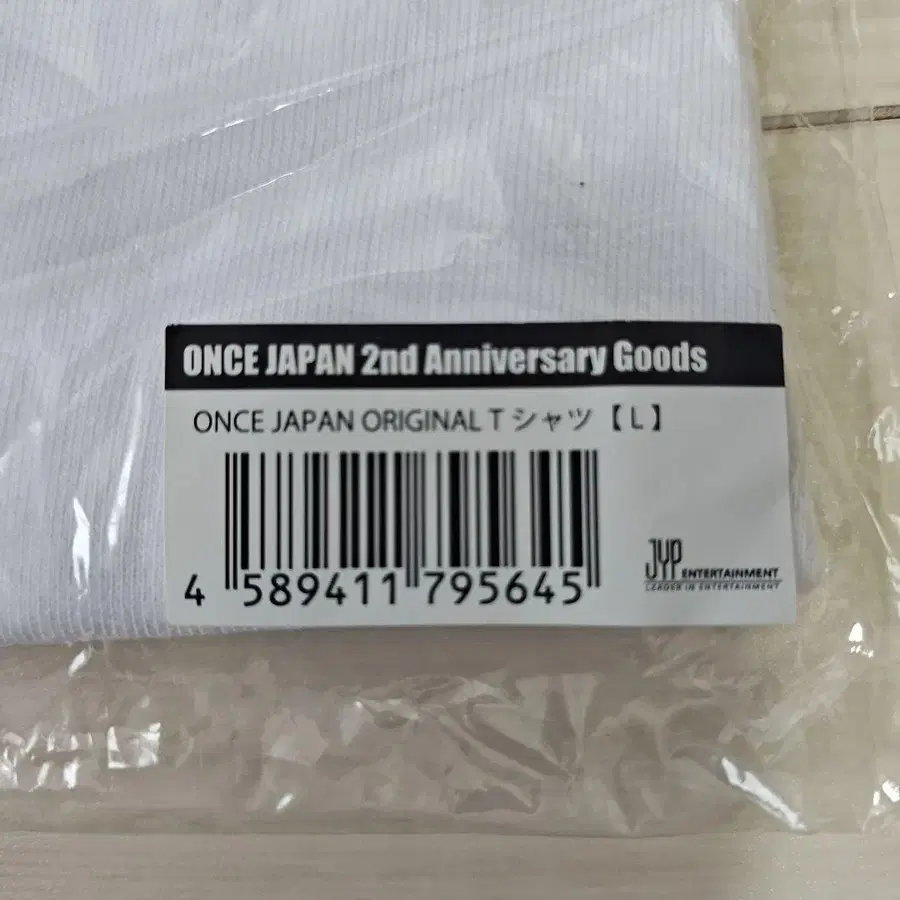 ONCE JAPAN 2nd Anniversary Goods
ONCE JAPAN ORIGINAL T シャツ【 L 】
4 589411 795645
JYP ENTERTAINMENT
LEADER IN ENTERTAINMENT